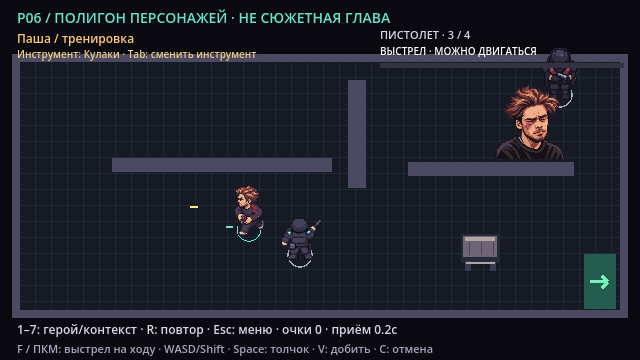 P06 / ПОЛИГОН ПЕРСОНАЖЕЙ · НЕ СЮЖЕТНАЯ ГЛАВА
Паша / тренировка
Инструмент: Кулаки · Tab: сменить инструмент
ПИСТОЛЕТ · 3 / 4
ВЫСТРЕЛ · МОЖНО ДВИГАТЬСЯ
1–7: герой/контекст · R: повтор · Esc: меню · очки 0 · приём 0.2с
F / ПКМ: выстрел на ходу · WASD/Shift · Space: толчок · V: добить · C: отмена